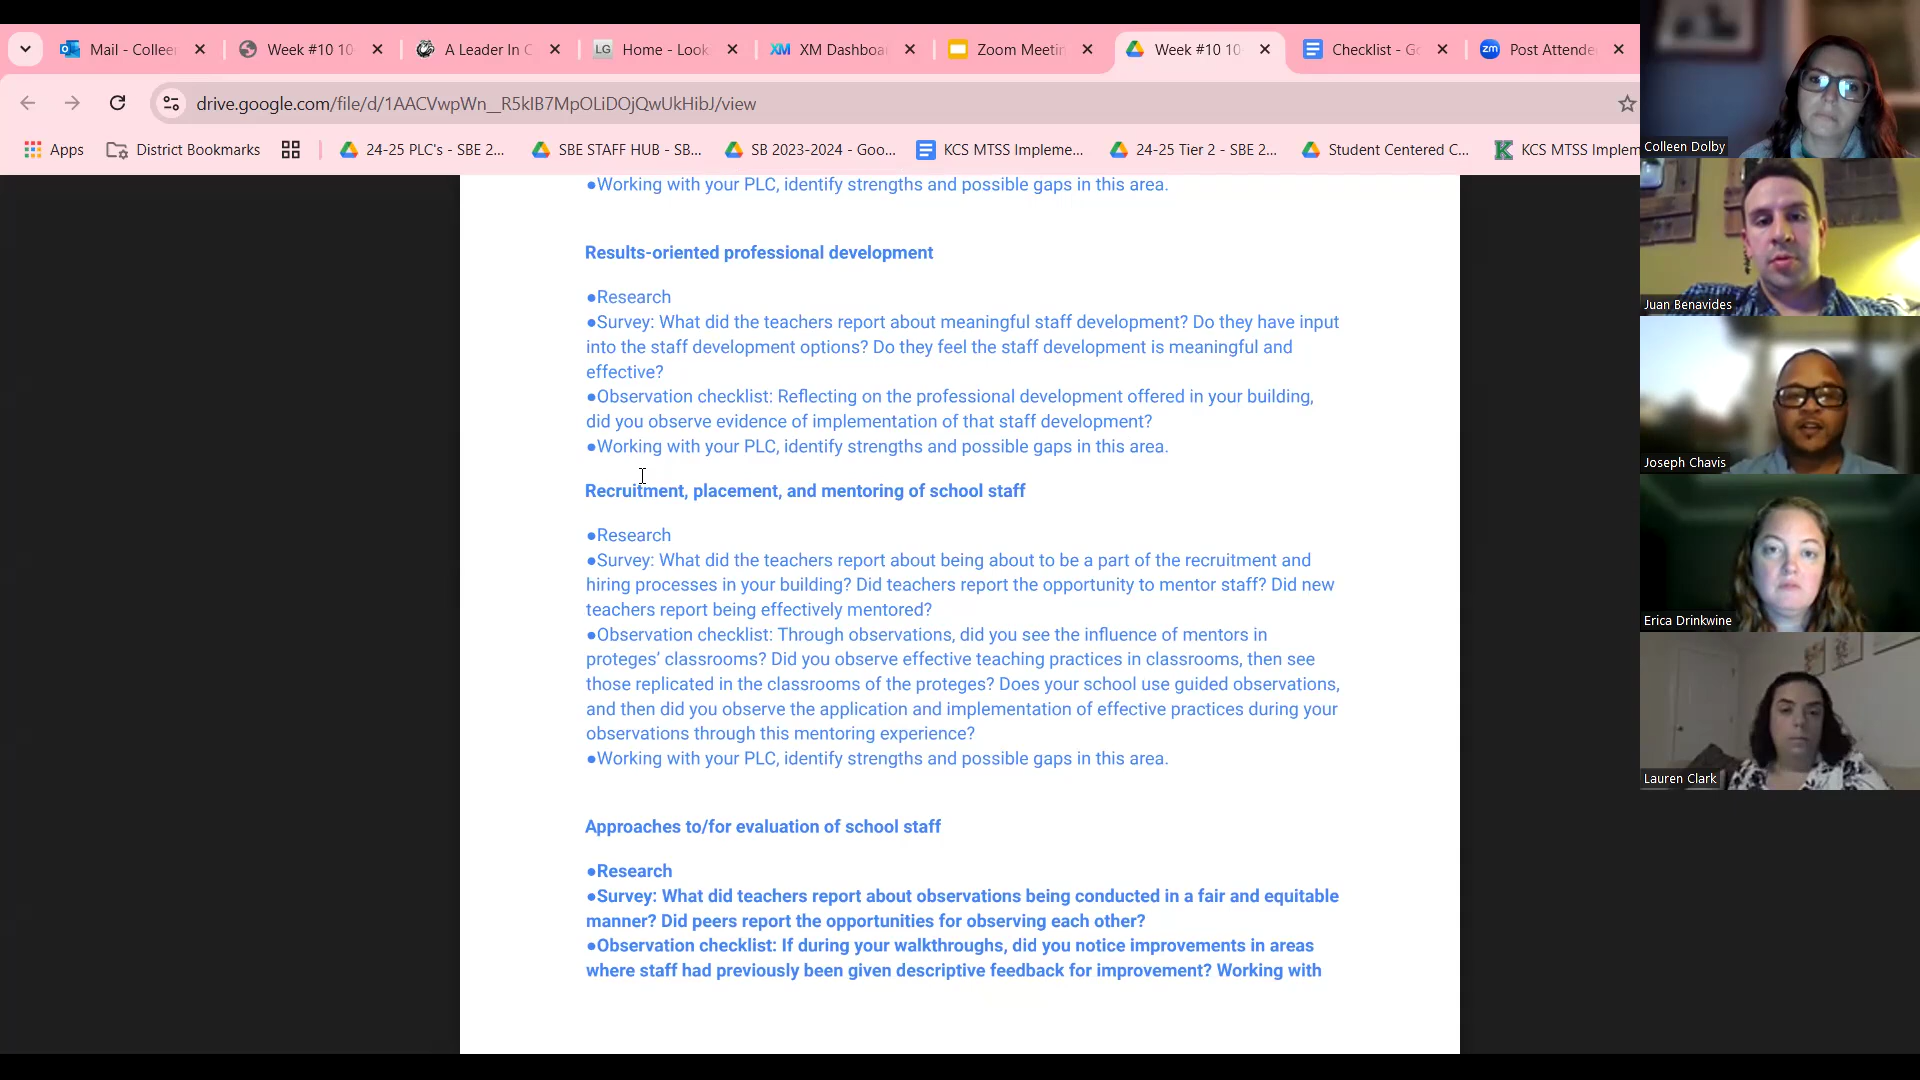 Mail - Collee
Week #10 10
A Leader In C
LG Home - Look
XM XM Dashboa
Zoom Meetin
Week #10 10
Checklist - Go
zm Post Attende
drive.google.com/file/d/1AACVwpWn__R5kIB7MpOLiDOjQwUkHibJ/view
Apps
District Bookmarks
24-25 PLC's - SBE 2...
SBE STAFF HUB - SB...
SB 2023-2024 - Goo...
KCS MTSS Impleme...
24-25 Tier 2 - SBE 2...
Student Centered C...
KCS MTSS Implem
●Working with your PLC, identify strengths and possible gaps in this area.
Results-oriented professional development
●Research
●Survey: What did the teachers report about meaningful staff development? Do they have input
into the staff development options? Do they feel the staff development is meaningful and
effective?
●Observation checklist: Reflecting on the professional development offered in your building,
did you observe evidence of implementation of that staff development?
●Working with your PLC, identify strengths and possible gaps in this area.
Recruitment, placement, and mentoring of school staff
●Research
●Survey: What did the teachers report about being about to be a part of the recruitment and
hiring processes in your building? Did teachers report the opportunity to mentor staff? Did new
teachers report being effectively mentored?
●Observation checklist: Through observations, did you see the influence of mentors in
proteges’ classrooms? Did you observe effective teaching practices in classrooms, then see
those replicated in the classrooms of the proteges? Does your school use guided observations,
and then did you observe the application and implementation of effective practices during your
observations through this mentoring experience?
●Working with your PLC, identify strengths and possible gaps in this area.
Approaches to/for evaluation of school staff
●Research
●Survey: What did teachers report about observations being conducted in a fair and equitable
manner? Did peers report the opportunities for observing each other?
●Observation checklist: If during your walkthroughs, did you notice improvements in areas
where staff had previously been given descriptive feedback for improvement? Working with
Colleen Dolby
Juan Benavides
Joseph Chavis
Erica Drinkwine
Lauren Clark